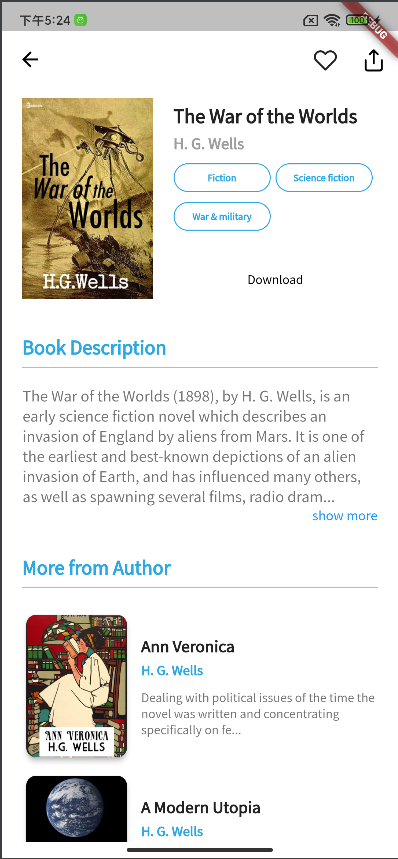 下午5:24
100
DEBUG
The
War of the
Worlds
H.G.Wells
The War of the Worlds
H. G. Wells
Fiction
Science fiction
War & military
Download
Book Description
The War of the Worlds (1898), by H. G. Wells, is an
early science fiction novel which describes an
invasion of England by aliens from Mars. It is one of
the earliest and best-known depictions of an alien
invasion of Earth, and has influenced many others,
as well as spawning several films, radio dram...
show more
More from Author
ANN VERONICA
H.G. WELLS
Ann Veronica
H. G. Wells
Dealing with political issues of the time the
novel was written and concentrating
specifically on fe...
A Modern Utopia
H. G. Wells